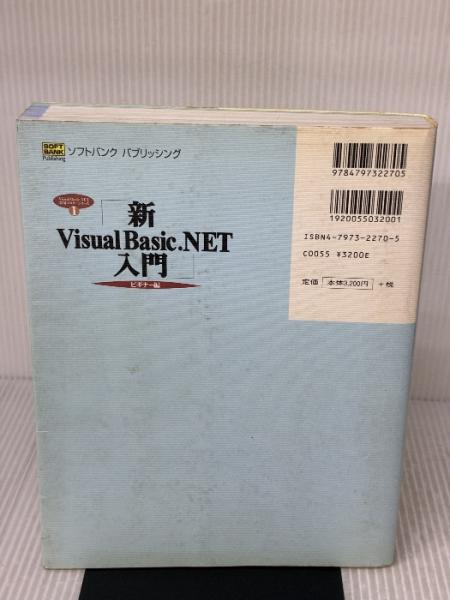 SOFT
BANK
Publishing
ソフトバンク パブリッシング
1
「新
Visual Basic.NET
入門」
ビギナー編
9784797322705
1920055032001
ISBN4-7973-2270-5
C0055 ¥3200E
定価 本体3,200円 +税